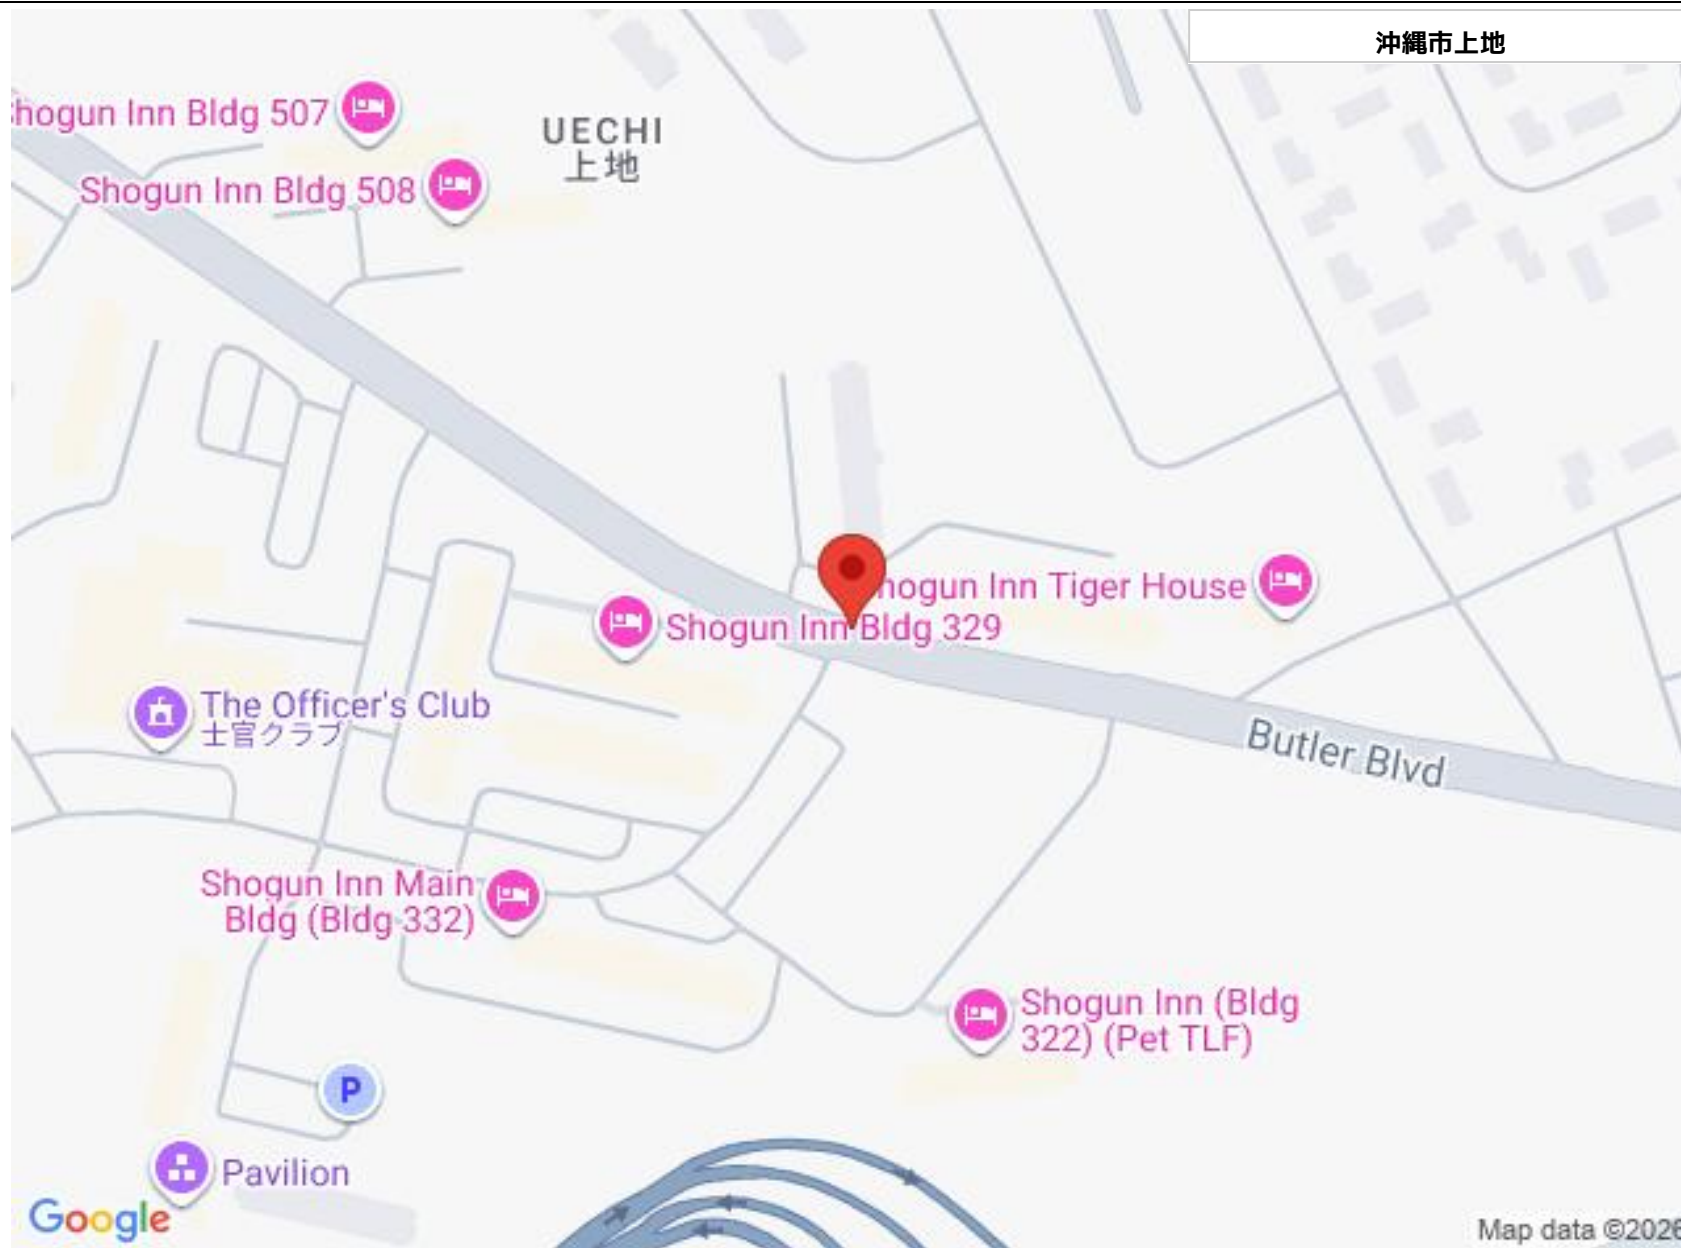 沖縄市上地
hogun Inn Bldg 507
UECHI
上地
Shogun Inn Bldg 508
hogun Inn Tiger House
Shogun Inn Bldg 329
The Officer's Club
士官クラブ
Butler Blvd
Shogun Inn Main
Bldg (Bldg 332)
Shogun Inn (Bldg
322) (Pet TLF)
P
Pavilion
Google
Map data ©2026